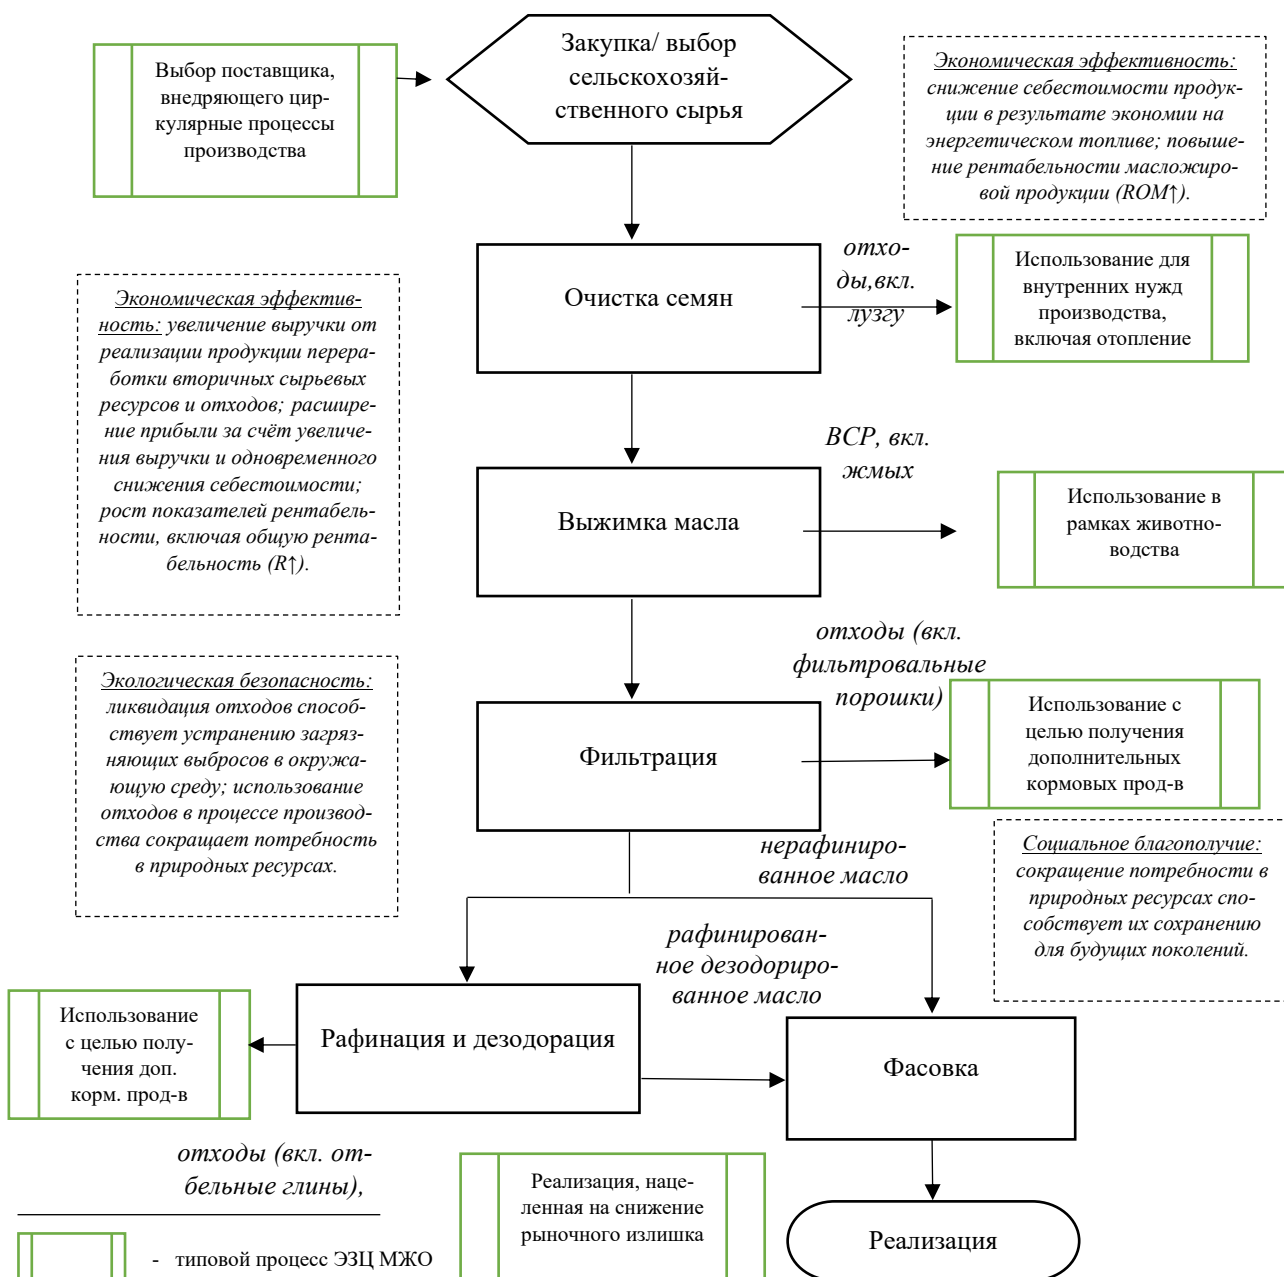 Закупка/ выбор
сельскохозяй-
ственного сырья
Выбор поставщика,
внедряющего цир-
кулярные процессы
производства
Экономическая эффективность:
снижение себестоимости продук-
ции в результате экономии на
энергетическом топливе; повыше-
ние рентабельности масложиро-
вой продукции (ROM↑).
Очистка семян
отхо-
ды,вкл.
лузгу
Использование для
внутренних нужд
производства,
включая отопление
Экономическая эффектив-
ность: увеличение выручки от
реализации продукции перера-
ботки вторичных сырьевых
ресурсов и отходов; расшире-
ние прибыли за счёт увеличе-
ния выручки и одновременного
снижения себестоимости;
рост показателей рентабель-
ности, включая общую рента-
бельность (R↑).
ВСР, вкл.
жмых
Выжимка масла
Использование в
рамках животно-
водства
отходы (вкл.
фильтровальные
порошки)
Экологическая безопасность:
ликвидация отходов способ-
ствует устранению загряз-
няющих выбросов в окружа-
ющую среду; использование
отходов в процессе производ-
ства сокращает потребность
в природных ресурсах.
Фильтрация
Использование с
целью получения
дополнительных
кормовых прод-в
нерафиниро-
ванное масло
Социальное благополучие:
сокращение потребности в
природных ресурсах спо-
собствует их сохранению
для будущих поколений.
рафинирован-
ное дезодориро-
ванное масло
Использование
с целью полу-
чения доп.
корм. прод-в
Рафинация и дезодорация
Фасовка
отходы (вкл. от-
бельные глины),
Реализация, наце-
ленная на снижение
рыночного излишка
Реализация
- типовой процесс ЭЗЦ МЖО